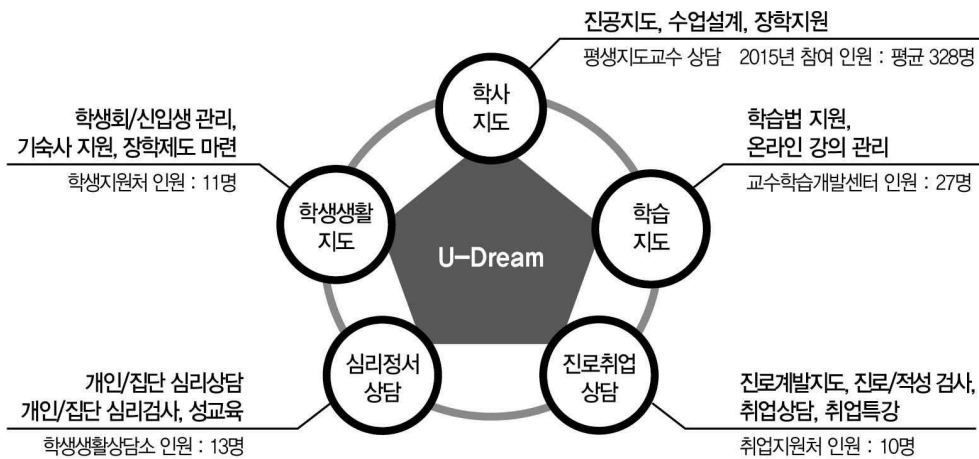 진공지도, 수업설계, 장학지원
평생지도교수 상담 2015년 참여 인원 : 평균 328명
학사
지도
학생회/신입생 관리,
기숙사 지원, 장학제도 마련
학생지원처 인원 : 11명
학습법 지원,
온라인 강의 관리
교수학습개발센터 인원 : 27명
학생생활
지도
학습
지도
U-Dream
심리정서
상담
진로취업
상담
개인/집단 심리상담
개인/집단 심리검사, 성교육
학생생활상담소 인원 : 13명
진로계발지도, 진로/적성 검사,
취업상담, 취업특강
취업지원처 인원 : 10명